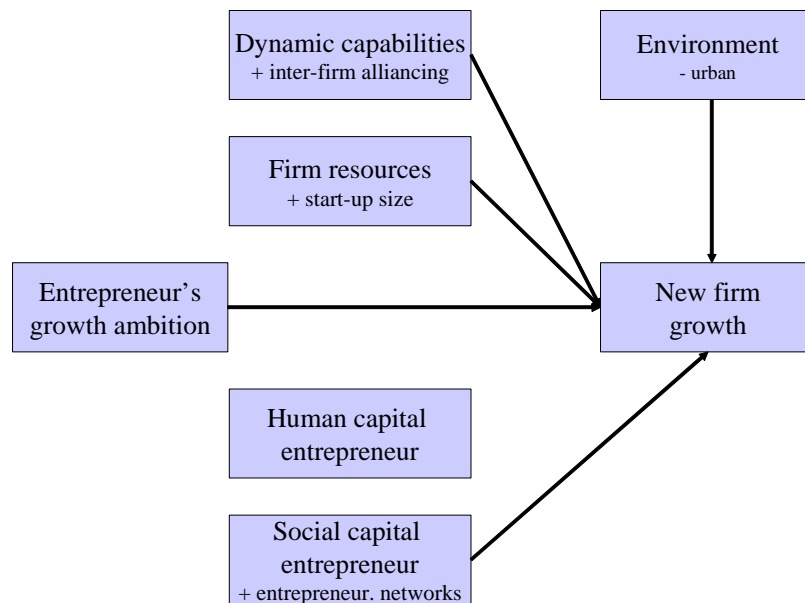 Dynamic capabilities
+ inter-firm alliancing
Environment
- urban
Firm resources
+ start-up size
Entrepreneur’s
growth ambition
New firm
growth
Human capital
entrepreneur
Social capital
entrepreneur
+ entrepreneur. networks